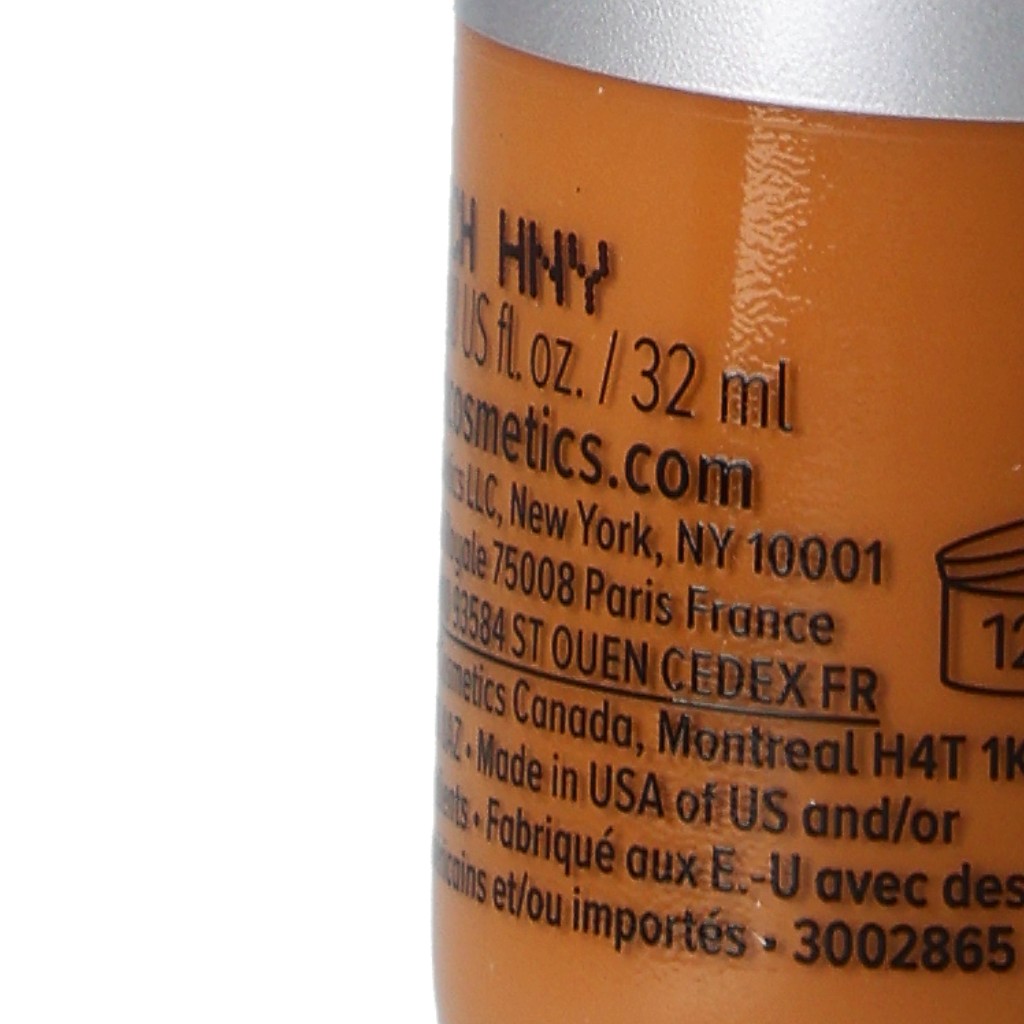 HNY
US fl. oz. / 32 ml
cosmetics.com
LLC, New York, NY 10001
75008 Paris France
93584 ST OUEN CEDEX FR
Canada, Montreal H4T
• Made in USA of US and/or
• Fabriqué aux E.-U avec des
et/ou importés • 3002865
12